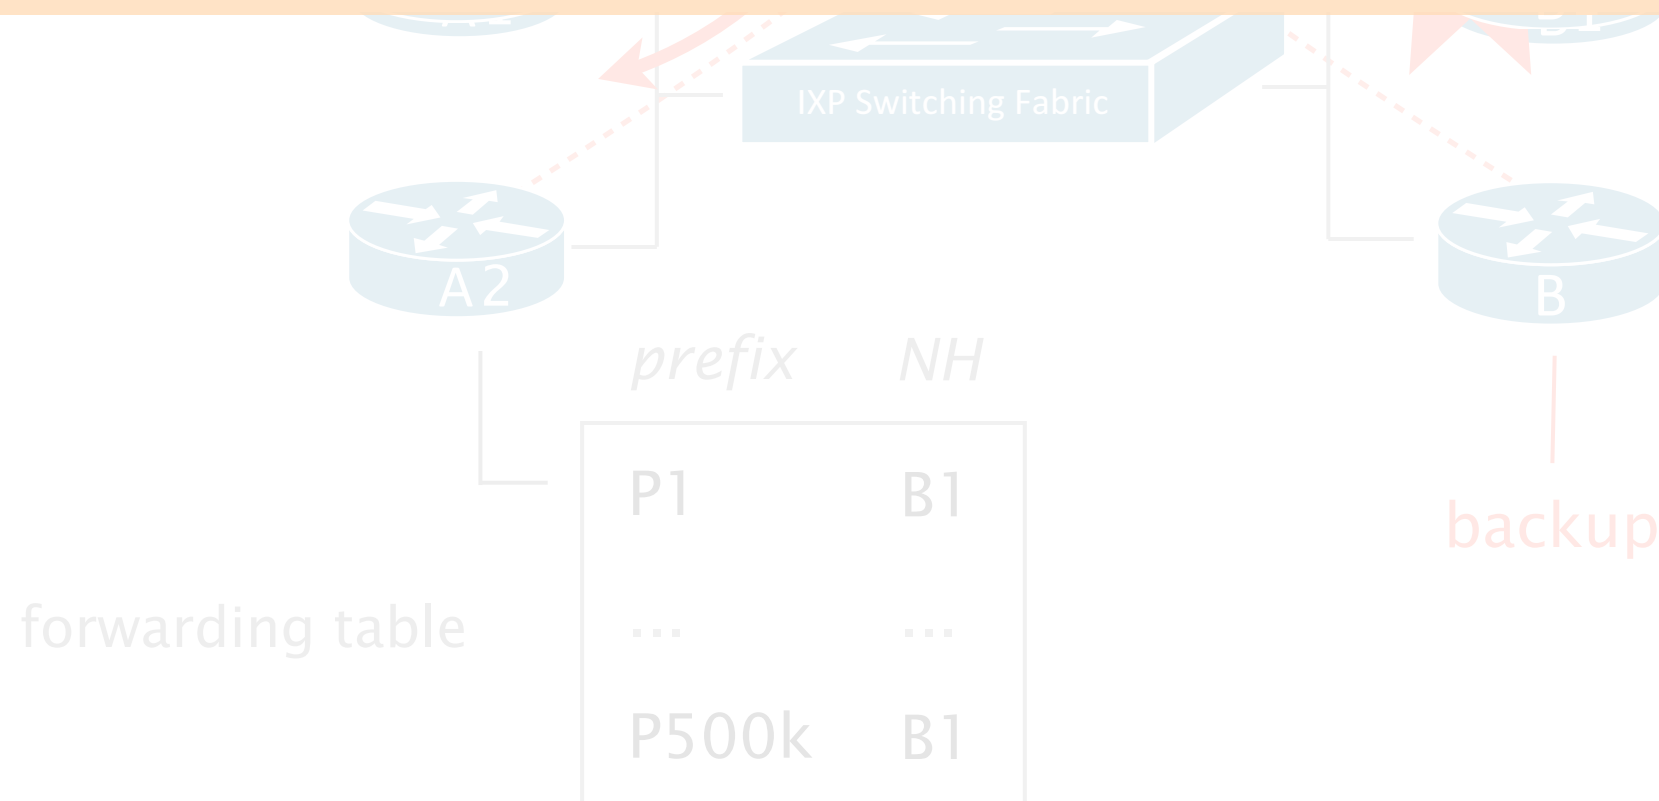 IXP Switching Fabric
A2
B
prefix NH
P1 B1
backup
forwarding table
... ...
P500k B1